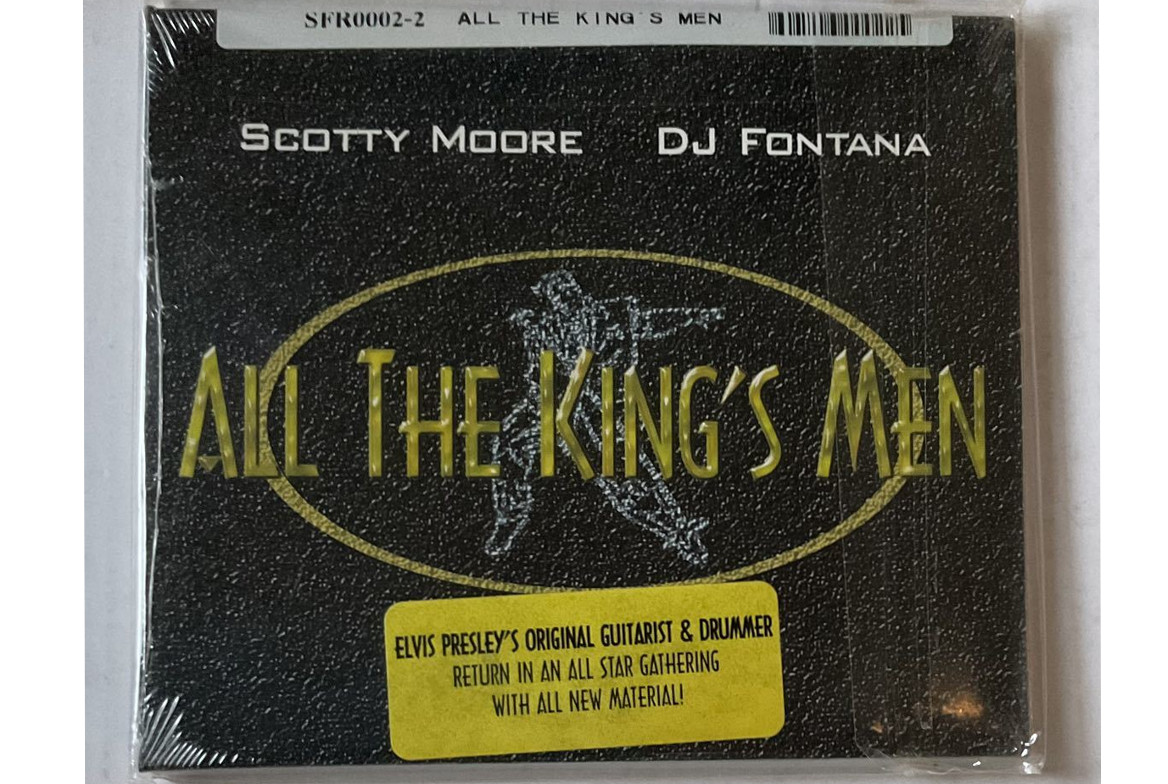 SFR0002-2 ALL THE KING'S MEN
SCOTTY MOORE DJ FONTANA
ALL THE KING'S MEN
ELVIS PRESLEY'S ORIGINAL GUITARIST & DRUMMER
RETURN IN AN ALL STAR GATHERING
WITH ALL NEW MATERIAL!